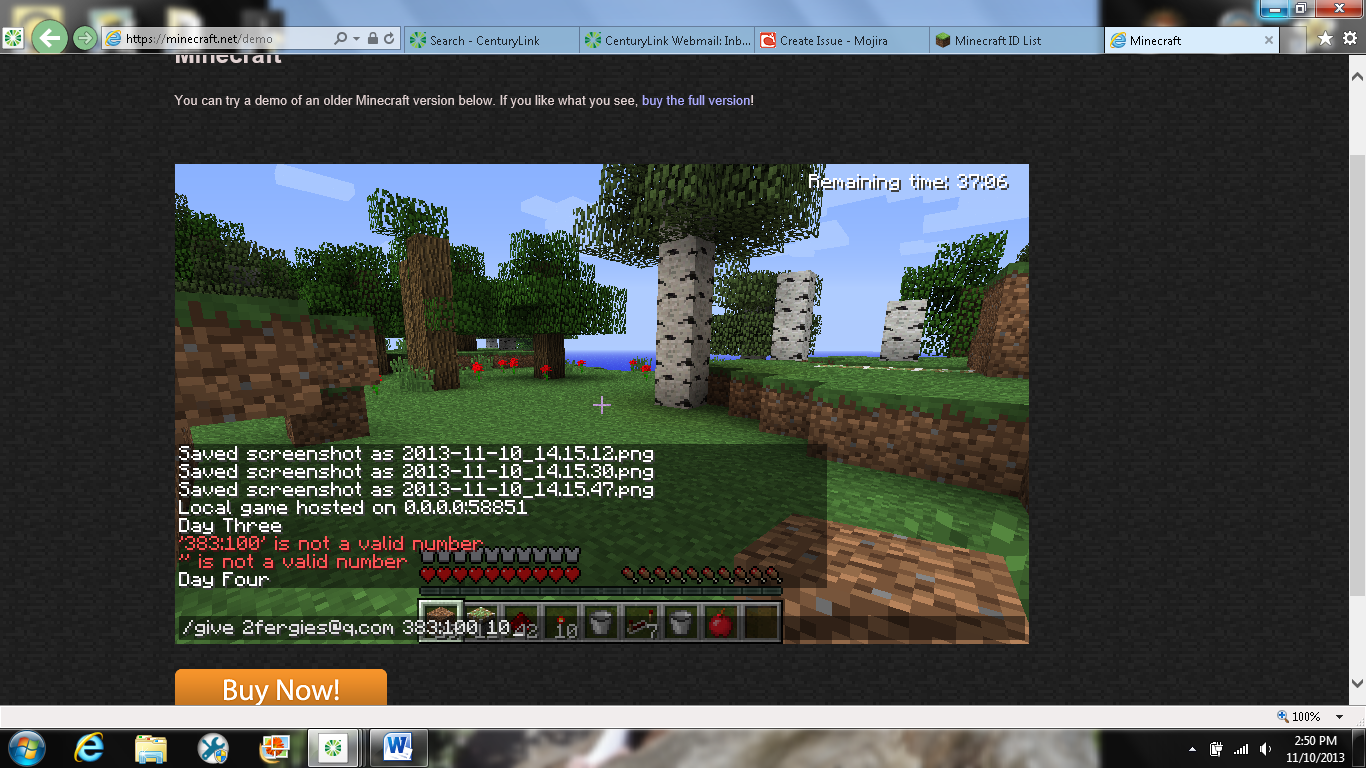 https://minecraft.net/demo
Search - CenturyLink
CenturyLink Webmail: Inb...
Create Issue - Mojira
Minecraft ID List
Minecraft
Minecraft
You can try a demo of an older Minecraft version below. If you like what you see, buy the full version!
Remaining time: 37:06
Saved screenshot as 2013-11-10_14.15.12.png
Saved screenshot as 2013-11-10_14.15.30.png
Saved screenshot as 2013-11-10_14.15.47.png
Local game hosted on 0.0.0.0:58851
Day Three
'383:100' is not a valid number
'' is not a valid number
Day Four
/give 2fergies@q.com 383:100 10_
42
10
7
Buy Now!
100%
2:50 PM
11/10/2013